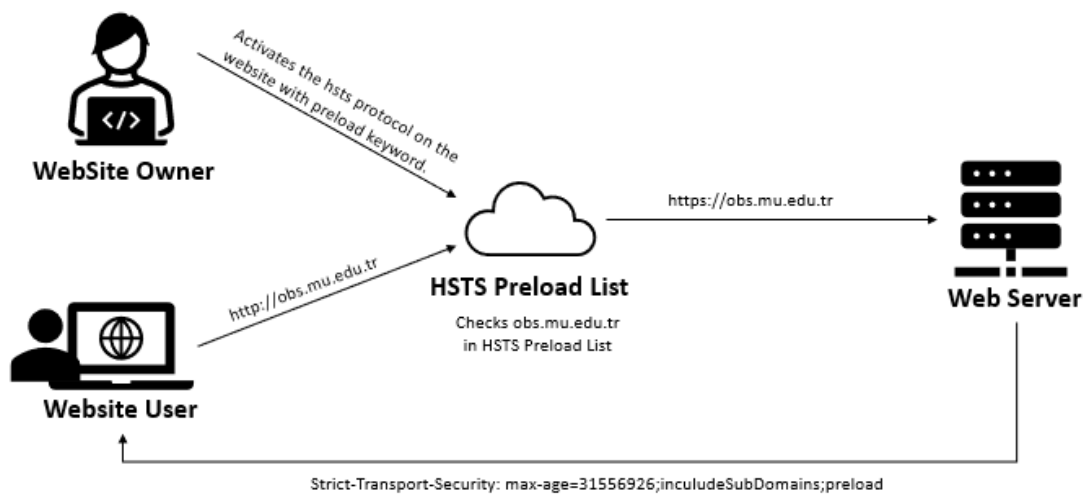 Activates the hsts protocol on the
website with preload keyword.
</>
WebSite Owner
https://obs.mu.edu.tr
http://obs.mu.edu.tr
HSTS Preload List
Web Server
Checks obs.mu.edu.tr
in HSTS Preload List
Website User
Strict-Transport-Security: max-age=31556926;inculudeSubDomains;preload